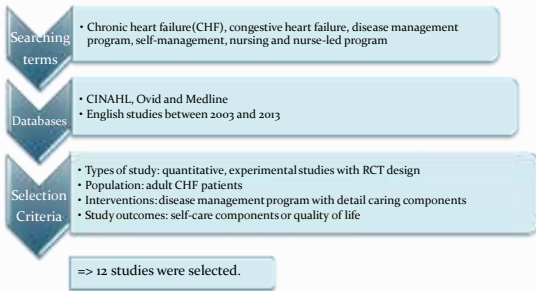 Searching
terms
• Chronic heart failure(CHF), congestive heart failure, disease management
program, self-management, nursing and nurse-led program
Databases
• CINAHL, Ovid and Medline
• English studies between 2003 and 2013
Selection
Criteria
• Types of study: quantitative, experimental studies with RCT design
• Population: adult CHF patients
• Interventions: disease management program with detail caring components
• Study outcomes: self-care components or quality of life
=> 12 studies were selected.